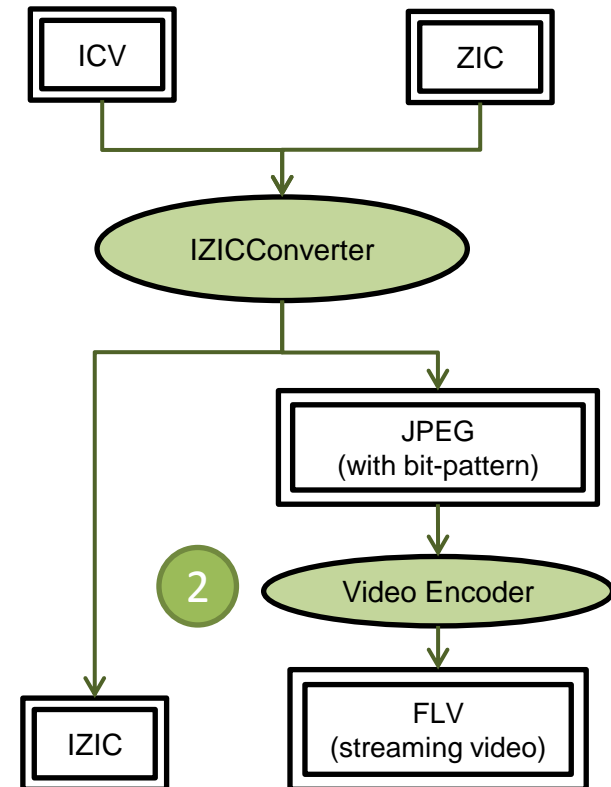 ICV
ZIC
IZICConverter
JPEG
(with bit-pattern)
2
Video Encoder
IZIC
FLV
(streaming video)